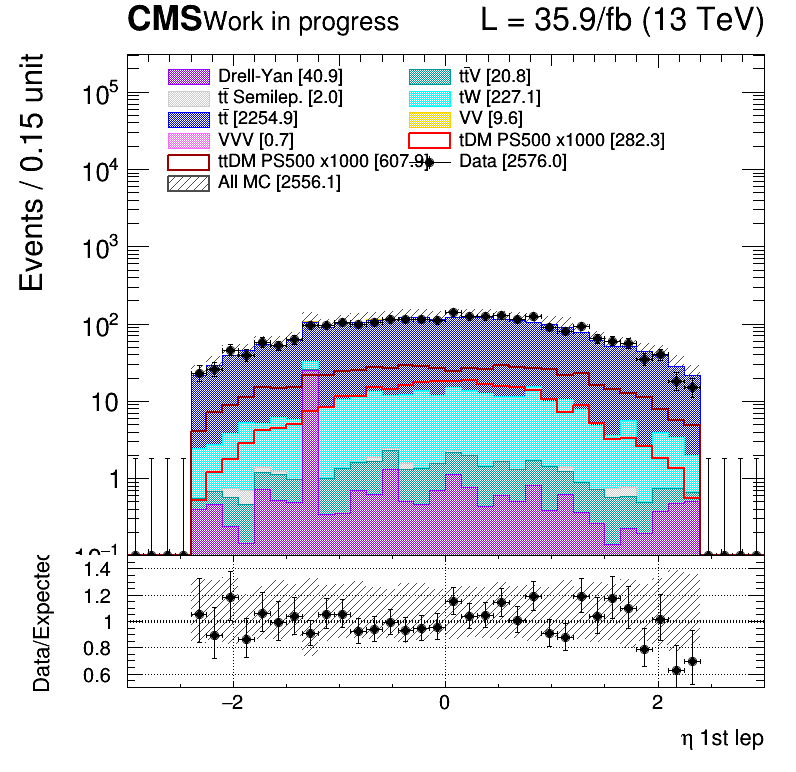 CMS Work in progress L = 35.9/fb (13 TeV)
Events / 0.15 unit
Drell-Yan [40.9] tt̄V [20.8]
tt̄ Semilep. [2.0] tW [227.1]
tt̄ [2254.9] VV [9.6]
VVV [0.7] tDM PS500 x1000 [282.3]
ttDM PS500 x1000 [607.9] Data [2576.0]
All MC [2556.1]
10⁵
10⁴
10³
10²
10
1
10⁻¹
Data/Expected
1.4
1.2
1
0.8
0.6
−2 0 2
η 1st lep